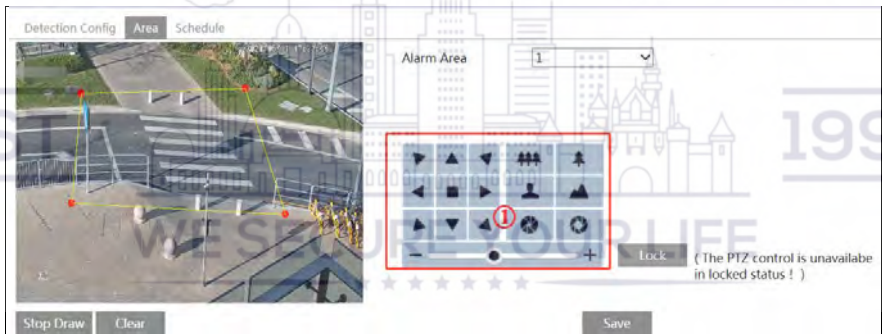 Detection Config Area Schedule
Alarm Area 1
①
WE SECURE YOUR LIFE
199
Lock ( The PTZ control is unavailabe
in locked status ! )
Stop Draw Clear Save